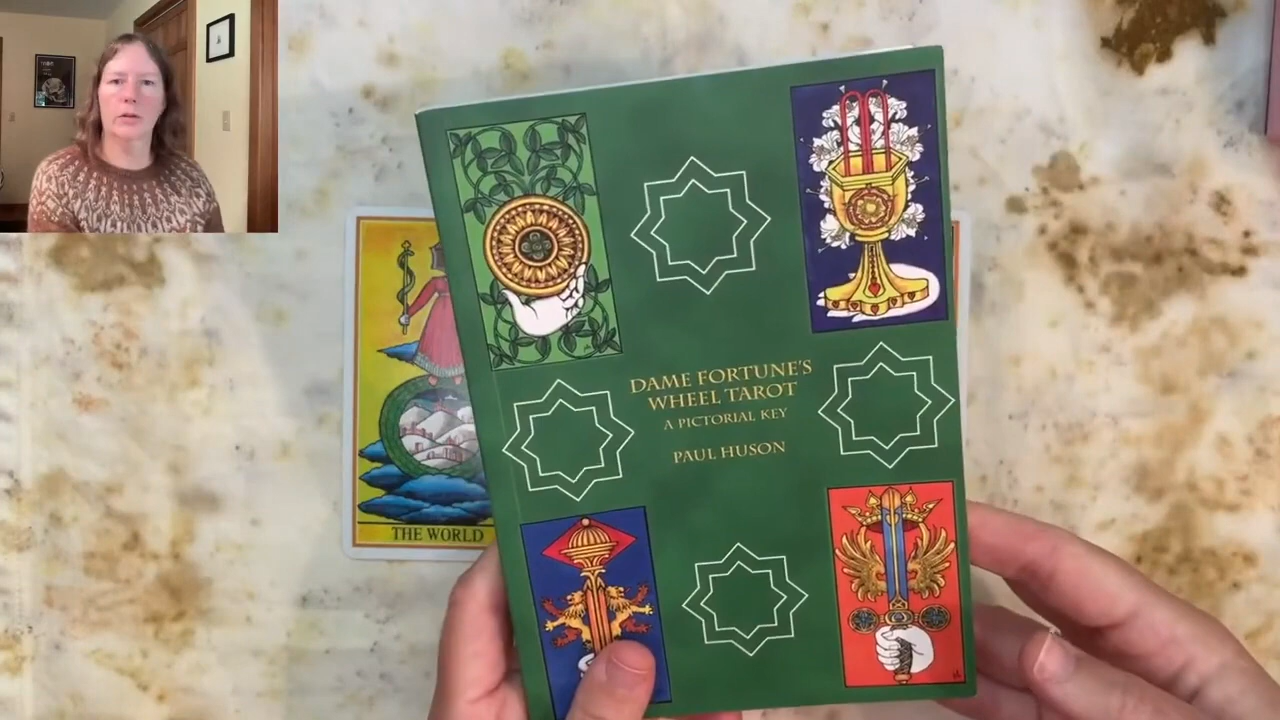 DAME FORTUNE'S
WHEEL TAROT
A PICTORIAL KEY
PAUL HUSON
THE WORLD